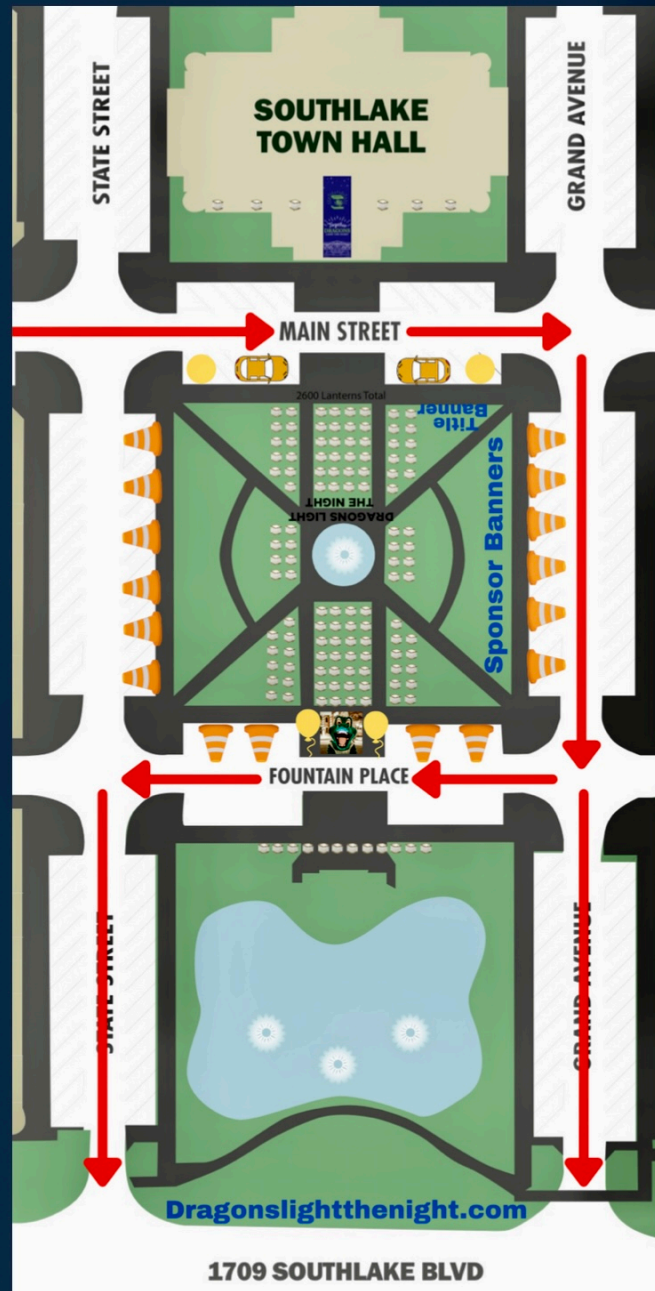 STATE STREET
SOUTHLAKE
TOWN HALL
GRAND AVENUE
MAIN STREET
2600 Lanterns Total
Title
Banner
Sponsor Banners
DRAGONS LIGHT
THE NIGHT
FOUNTAIN PLACE
STATE STREET
GRAND AVENUE
Dragonslightthenight.com
1709 SOUTHLAKE BLVD